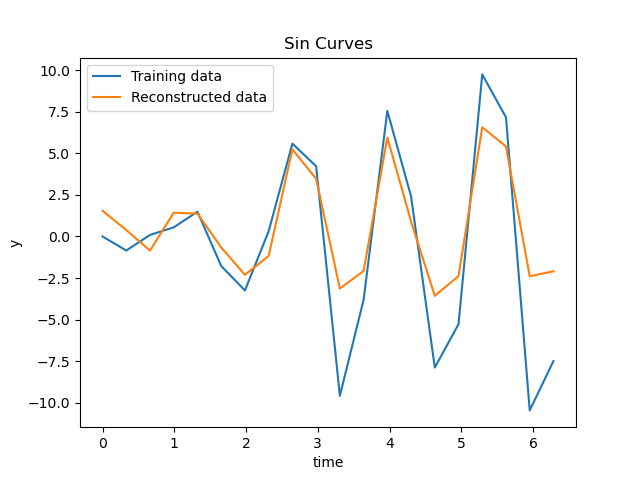 Sin Curves
Training data
Reconstructed data
10.0
7.5
5.0
2.5
0.0
−2.5
−5.0
−7.5
−10.0
y
0 1 2 3 4 5 6
time